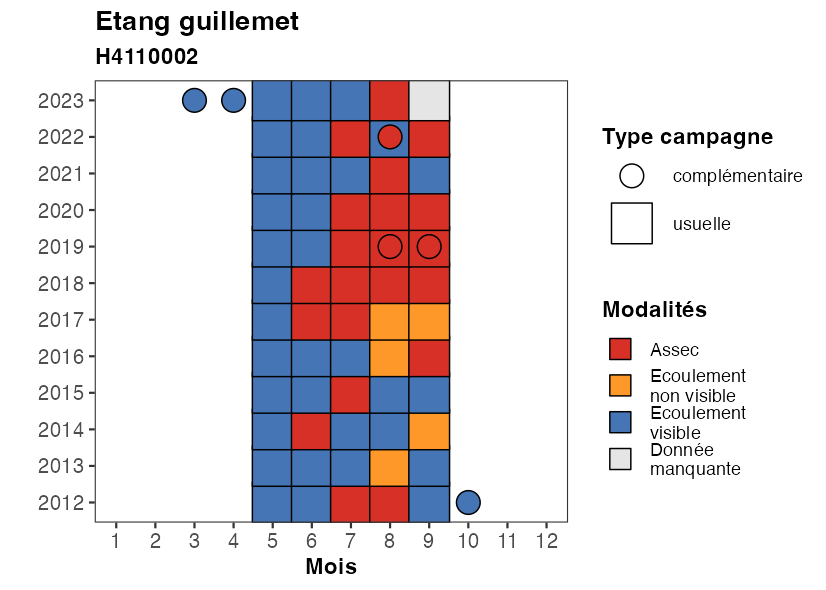 Etang guillemet
H4110002
2023
2022
2021
2020
2019
2018
2017
2016
2015
2014
2013
2012
1 2 3 4 5 6 7 8 9 10 11 12
Mois
Type campagne
complémentaire
usuelle
Modalités
Assec
Ecoulement
non visible
Ecoulement
visible
Donnée
manquante